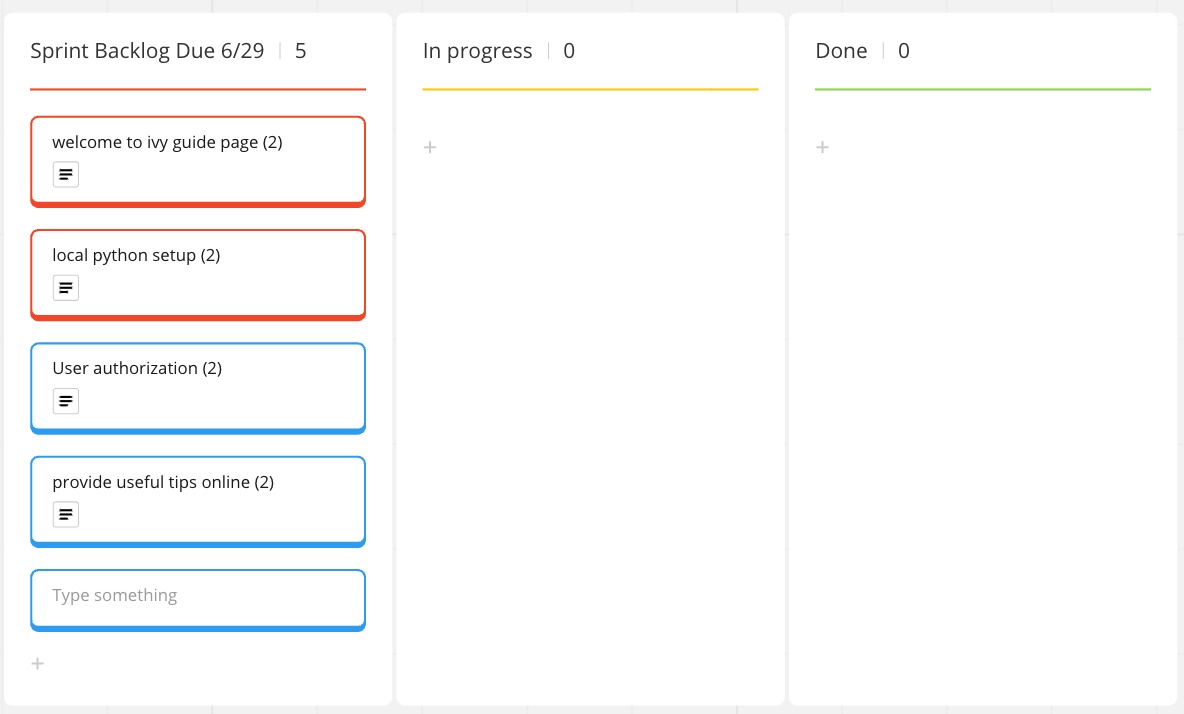 Sprint Backlog Due 6/29 | 5
In progress | 0
Done | 0
welcome to ivy guide page (2)
local python setup (2)
User authorization (2)
provide useful tips online (2)
Type something